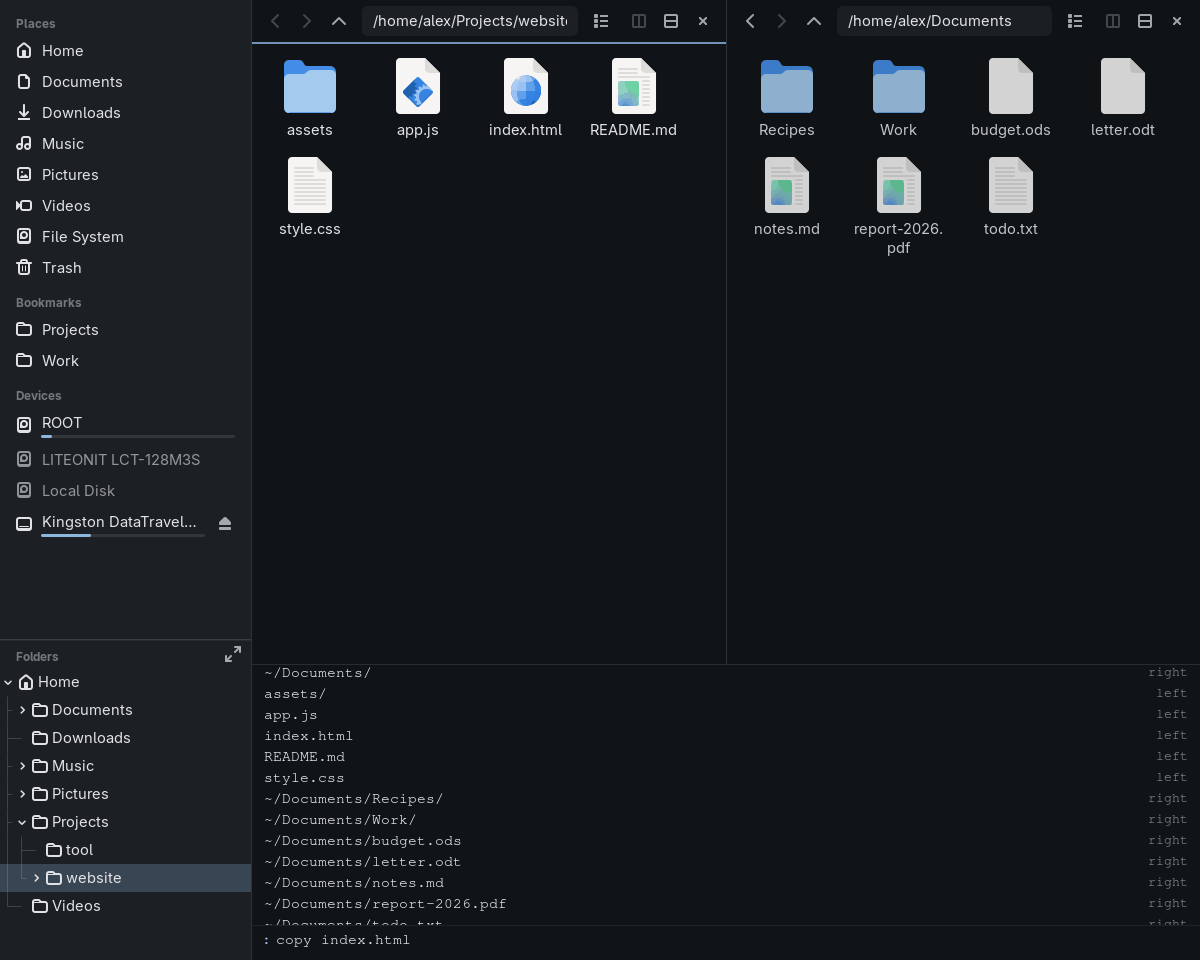 Places
Home
Documents
Downloads
Music
Pictures
Videos
File System
Trash
Bookmarks
Projects
Work
Devices
ROOT
LITEONIT LCT-128M3S
Local Disk
Kingston DataTravel...
Folders
Home
Documents
Downloads
Music
Pictures
Projects
tool
website
Videos
/home/alex/Projects/website
assets
app.js
index.html
README.md
style.css
/home/alex/Documents
Recipes
Work
budget.ods
letter.odt
notes.md
report-2026.
pdf
todo.txt
~/Documents/ right
assets/ left
app.js left
index.html left
README.md left
style.css left
~/Documents/Recipes/ right
~/Documents/Work/ right
~/Documents/budget.ods right
~/Documents/letter.odt right
~/Documents/notes.md right
~/Documents/report-2026.pdf right
~/Documents/todo.txt right
: copy index.html